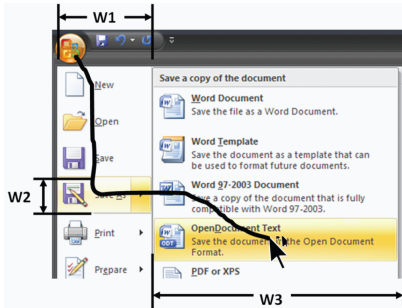 W1
New
Open
Save
W2
Save As
Print
Prepare
Save a copy of the document
Word Document
Save the file as a Word Document.
Word Template
Save the document as a template that can
be used to format future documents.
Word 97-2003 Document
Save a copy of the document that is fully
compatible with Word 97-2003.
OpenDocument Text
Save the document in the Open Document
Format.
PDF or XPS
W3
ODT